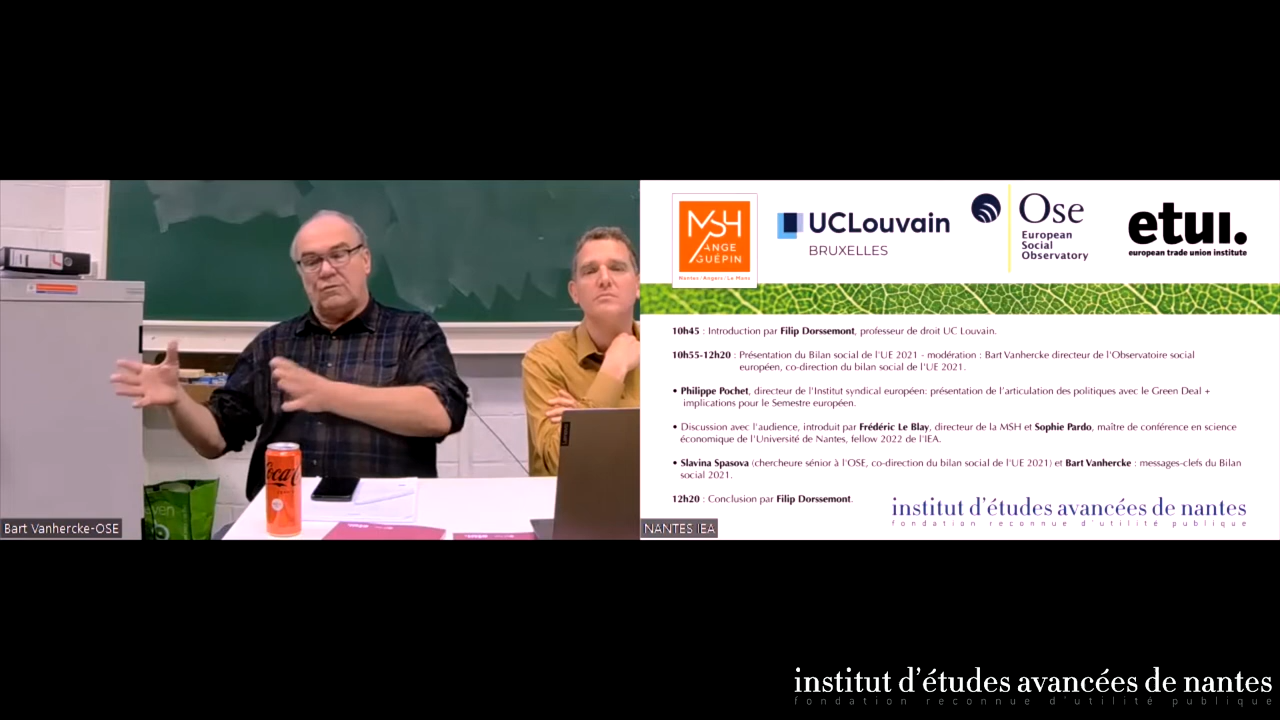 MSH
ANGE
GUÉPIN
Nantes | Angers | Le Mans
UCLouvain
BRUXELLES
Ose
European
Social
Observatory
etui.
european trade union institute
10h45 : Introduction par Filip Dorssemont, professeur de droit UC Louvain.
10h55-12h20 : Présentation du Bilan social de l'UE 2021 - modération : Bart Vanhercke directeur de l'Observatoire social
européen, co-direction du bilan social de l'UE 2021.
• Philippe Pochet, directeur de l'Institut syndical européen: présentation de l'articulation des politiques avec le Green Deal +
implications pour le Semestre européen.
• Discussion avec l'audience, introduit par Frédéric Le Blay, directeur de la MSH et Sophie Pardo, maître de conférence en science
économique de l'Université de Nantes, fellow 2022 de l'IEA.
• Slavina Spasova (chercheure sénior à l'OSE, co-direction du bilan social de l'UE 2021) et Bart Vanhercke : messages-clefs du Bilan
social 2021.
12h20 : Conclusion par Filip Dorssemont.
institut d'études avancées de nantes
fondation reconnue d'utilité publique
Coca-C
Lenovo
even
Bart Vanhercke-OSE
NANTES IEA
institut d'études avancées de nantes
fondation reconnue d'utilité publique